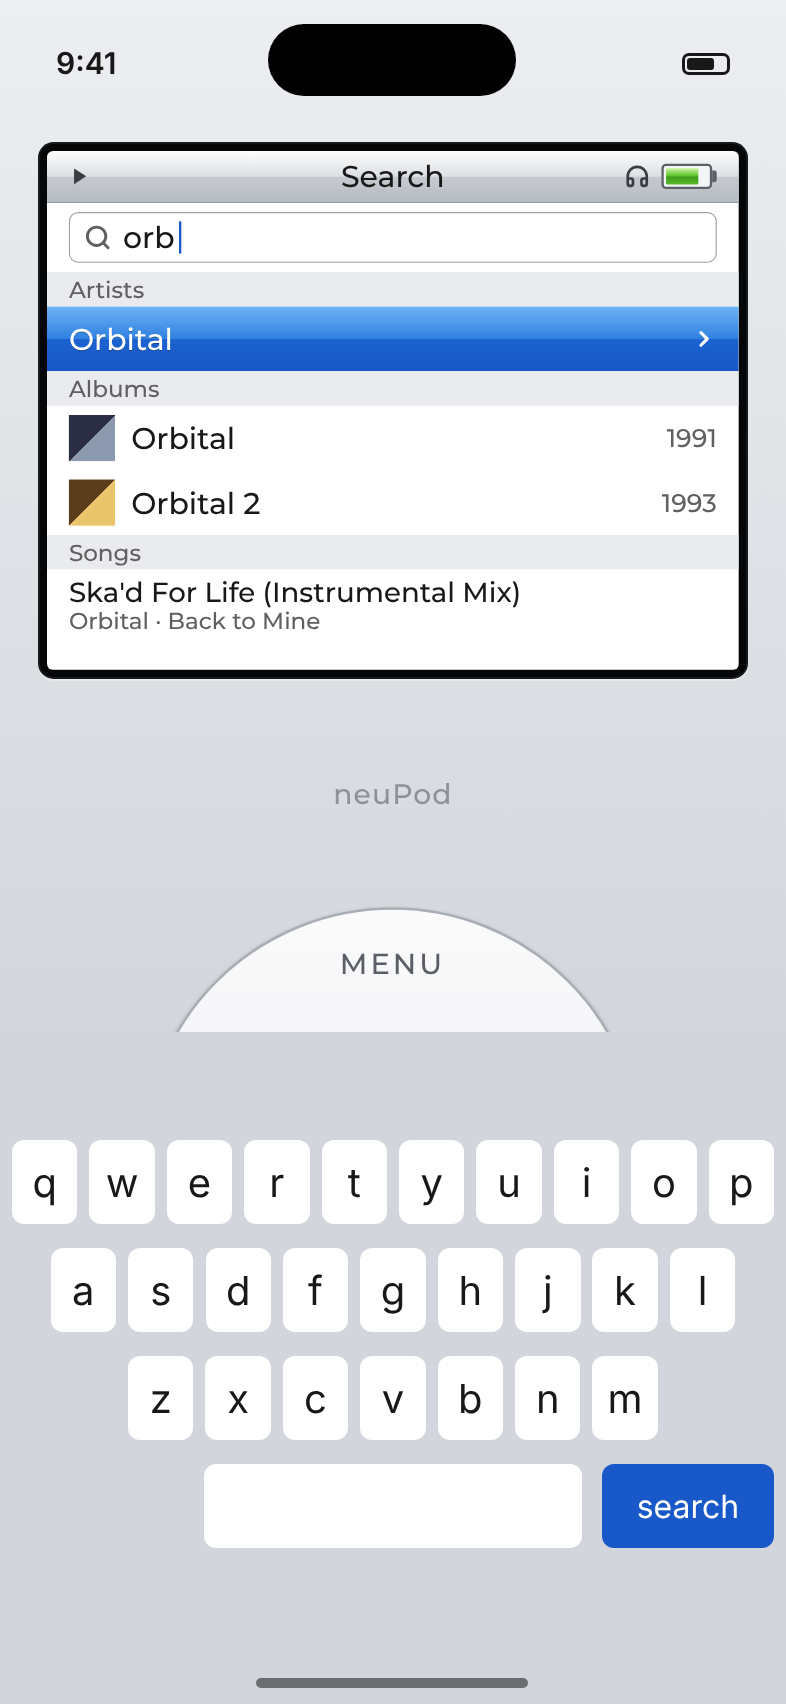 9:41
Search
orb
Artists
Orbital
Albums
Orbital 1991
Orbital 2 1993
Songs
Ska'd For Life (Instrumental Mix)
Orbital · Back to Mine
neuPod
MENU
q w e r t y u i o p
a s d f g h j k l
z x c v b n m
search